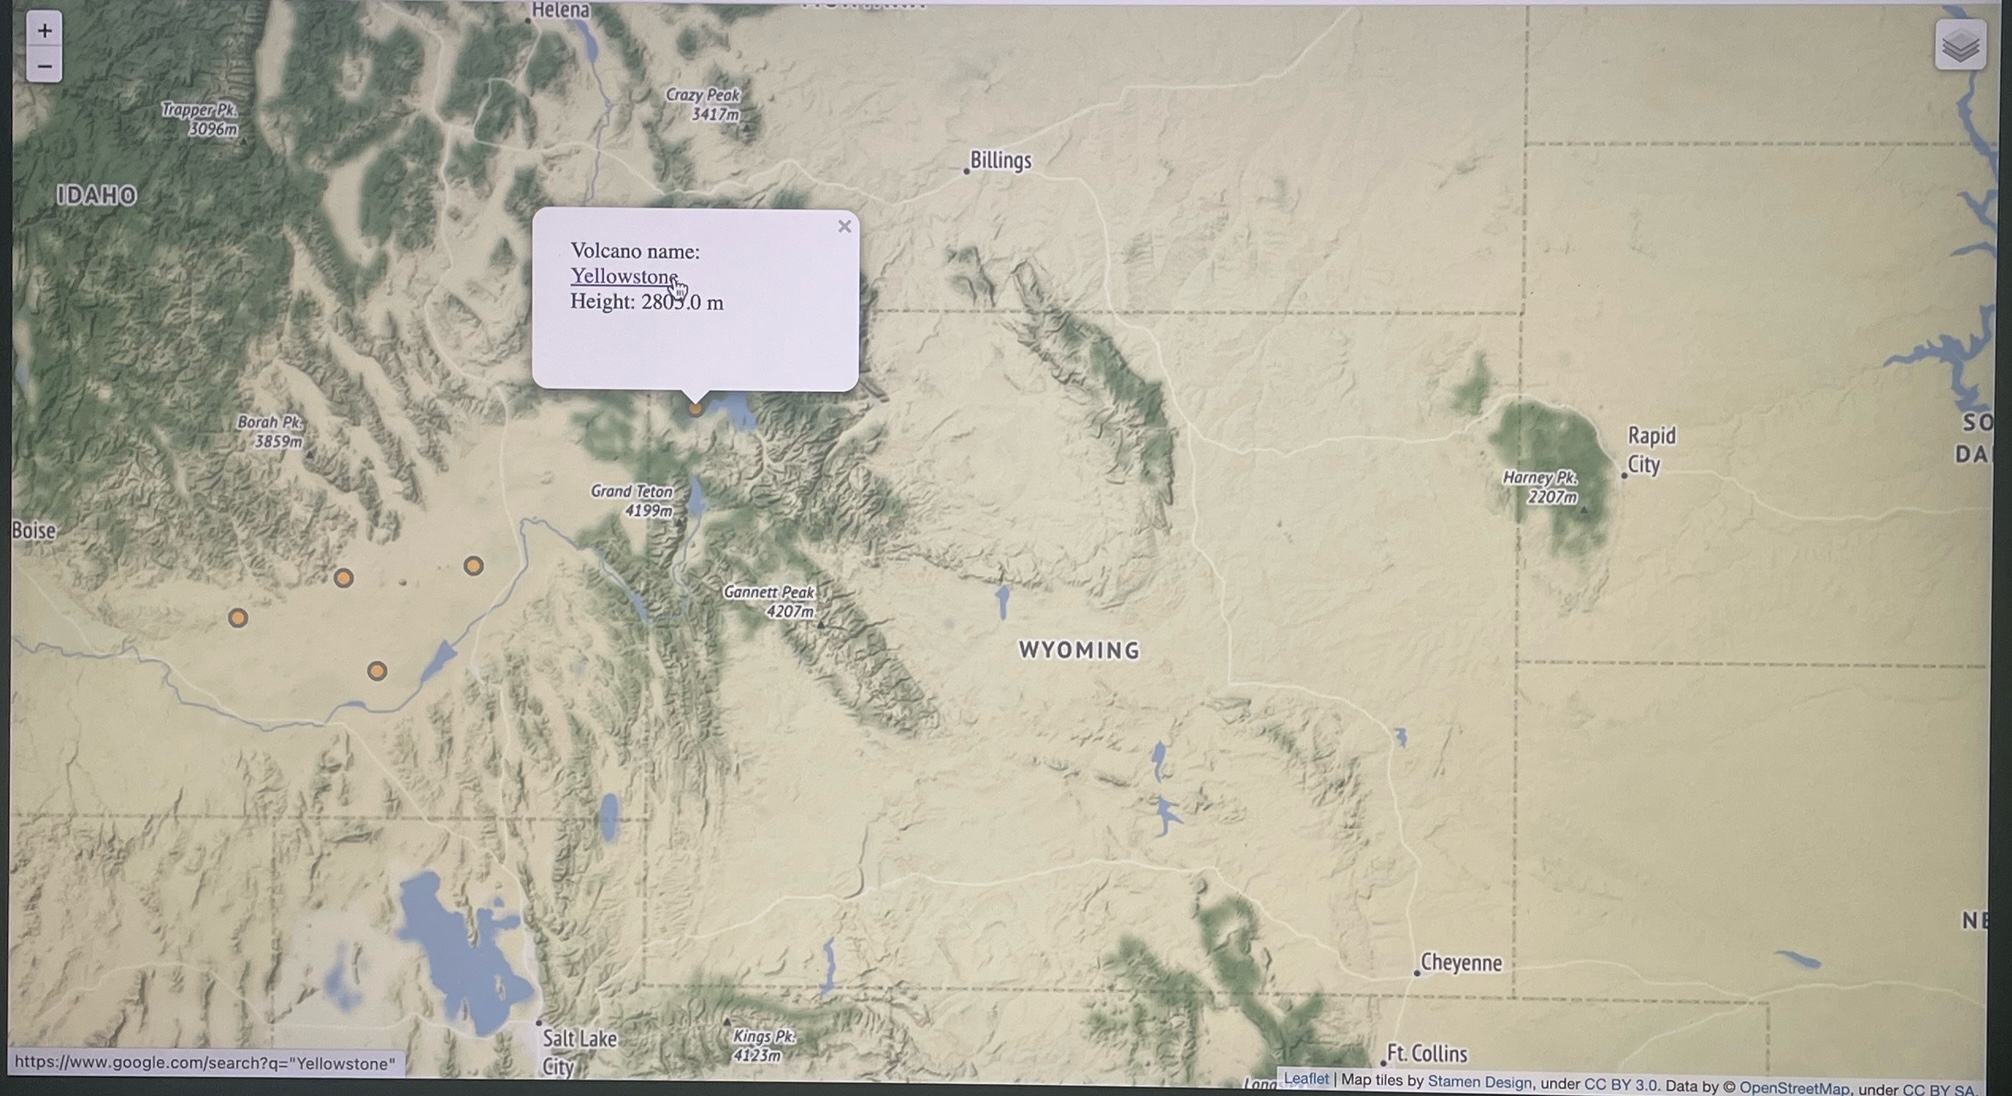 Helena
+
−
Crazy Peak
3417m
Trapper Pk.
3096m
Billings
IDAHO
Volcano name:
Yellowstone
Height: 2805.0 m
×
Borah Pk.
3859m
Rapid
City
SO
DA
Harney Pk.
2207m
Grand Teton
4199m
Boise
Gannett Peak
4207m
WYOMING
NE
Cheyenne
Salt Lake
City
Kings Pk.
4123m
Ft. Collins
Long
https://www.google.com/search?q="Yellowstone"
Leaflet | Map tiles by Stamen Design, under CC BY 3.0. Data by © OpenStreetMap, under CC BY SA.